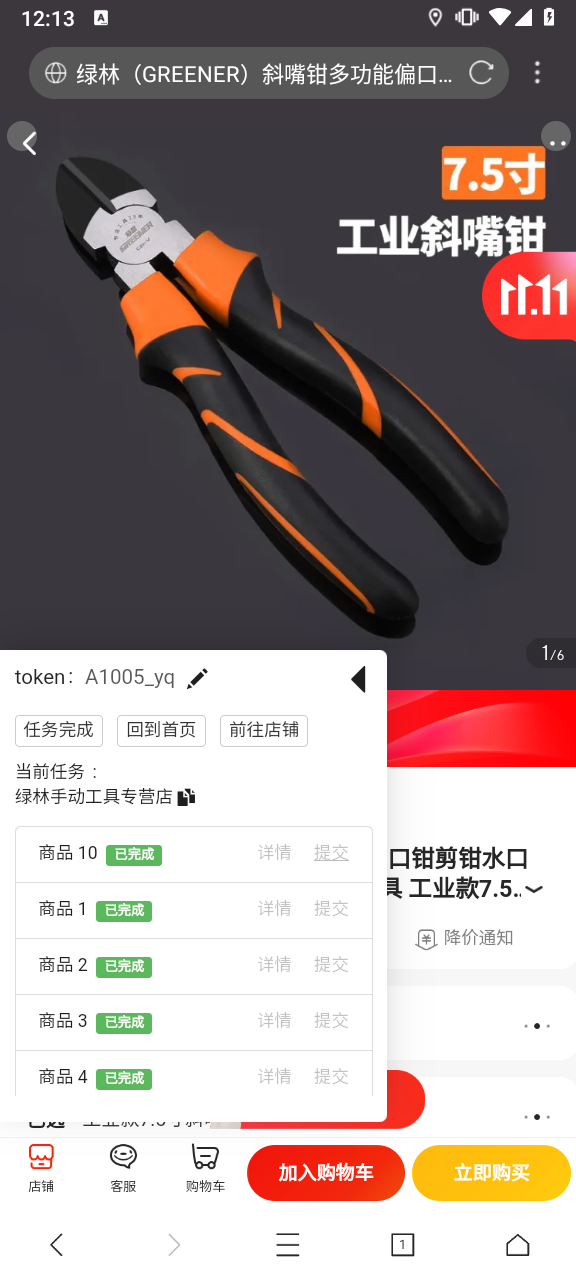 12:13
A
绿林（GREENER）斜嘴钳多功能偏口...
7.5寸
工业斜嘴钳
11.11
GREENER
1/6
token： A1005_yq
任务完成 回到首页 前往店铺
当前任务 :
绿林手动工具专营店
商品 10 已完成 详情 提交
口钳剪钳水口
商品 1 已完成 详情 提交
具 工业款7.5..
降价通知
商品 2 已完成 详情 提交
商品 3 已完成 详情 提交
商品 4 已完成 详情 提交
店铺 客服 购物车 加入购物车 立即购买
1